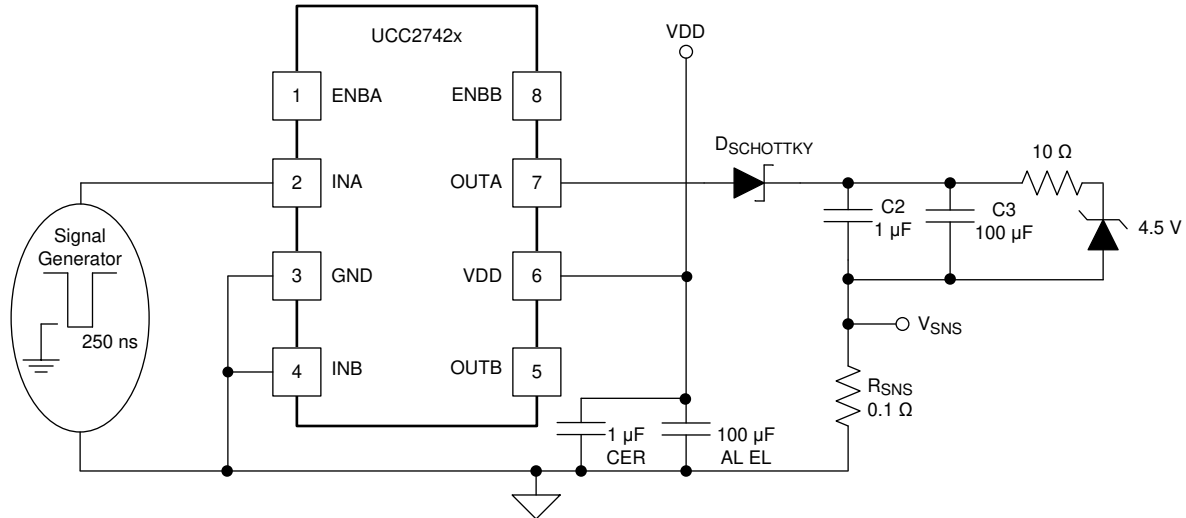 UCC2742x
VDD
1 ENBA ENBB 8
DSCHOTTKY
10 Ω
2 INA OUTA 7
C2
1 µF
C3
100 µF
4.5 V
Signal
Generator
250 ns
3 GND VDD 6
VSNS
4 INB OUTB 5
RSNS
0.1 Ω
1 µF
CER
100 µF
AL EL